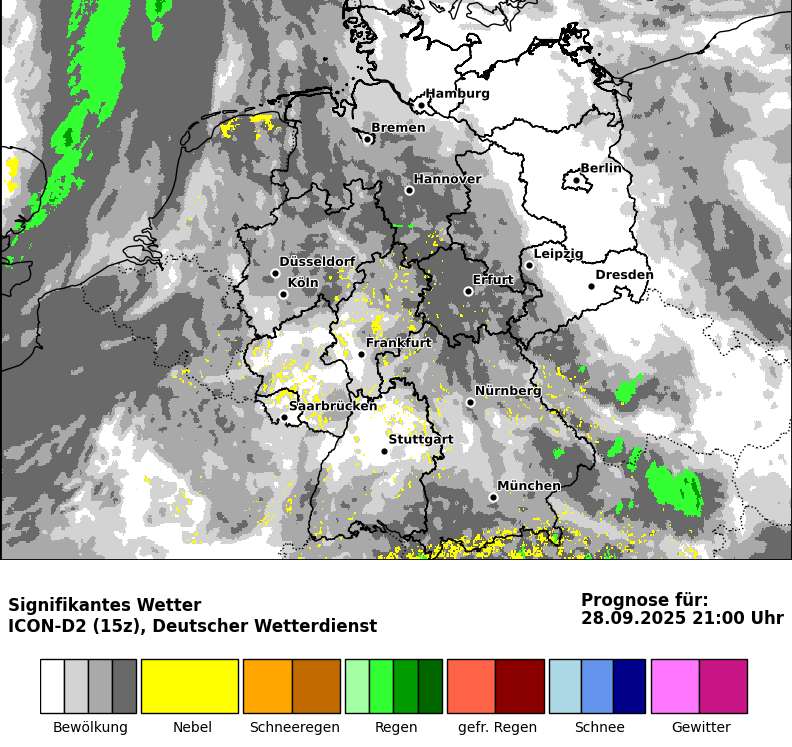 Hamburg
Bremen
Berlin
Hannover
Leipzig
Düsseldorf
Dresden
Köln
Erfurt
Frankfurt
Nürnberg
Saarbrücken
Stuttgart
München
Signifikantes Wetter
ICON-D2 (15z), Deutscher Wetterdienst
Prognose für:
28.09.2025 21:00 Uhr
Bewölkung Nebel Schneeregen Regen gefr. Regen Schnee Gewitter